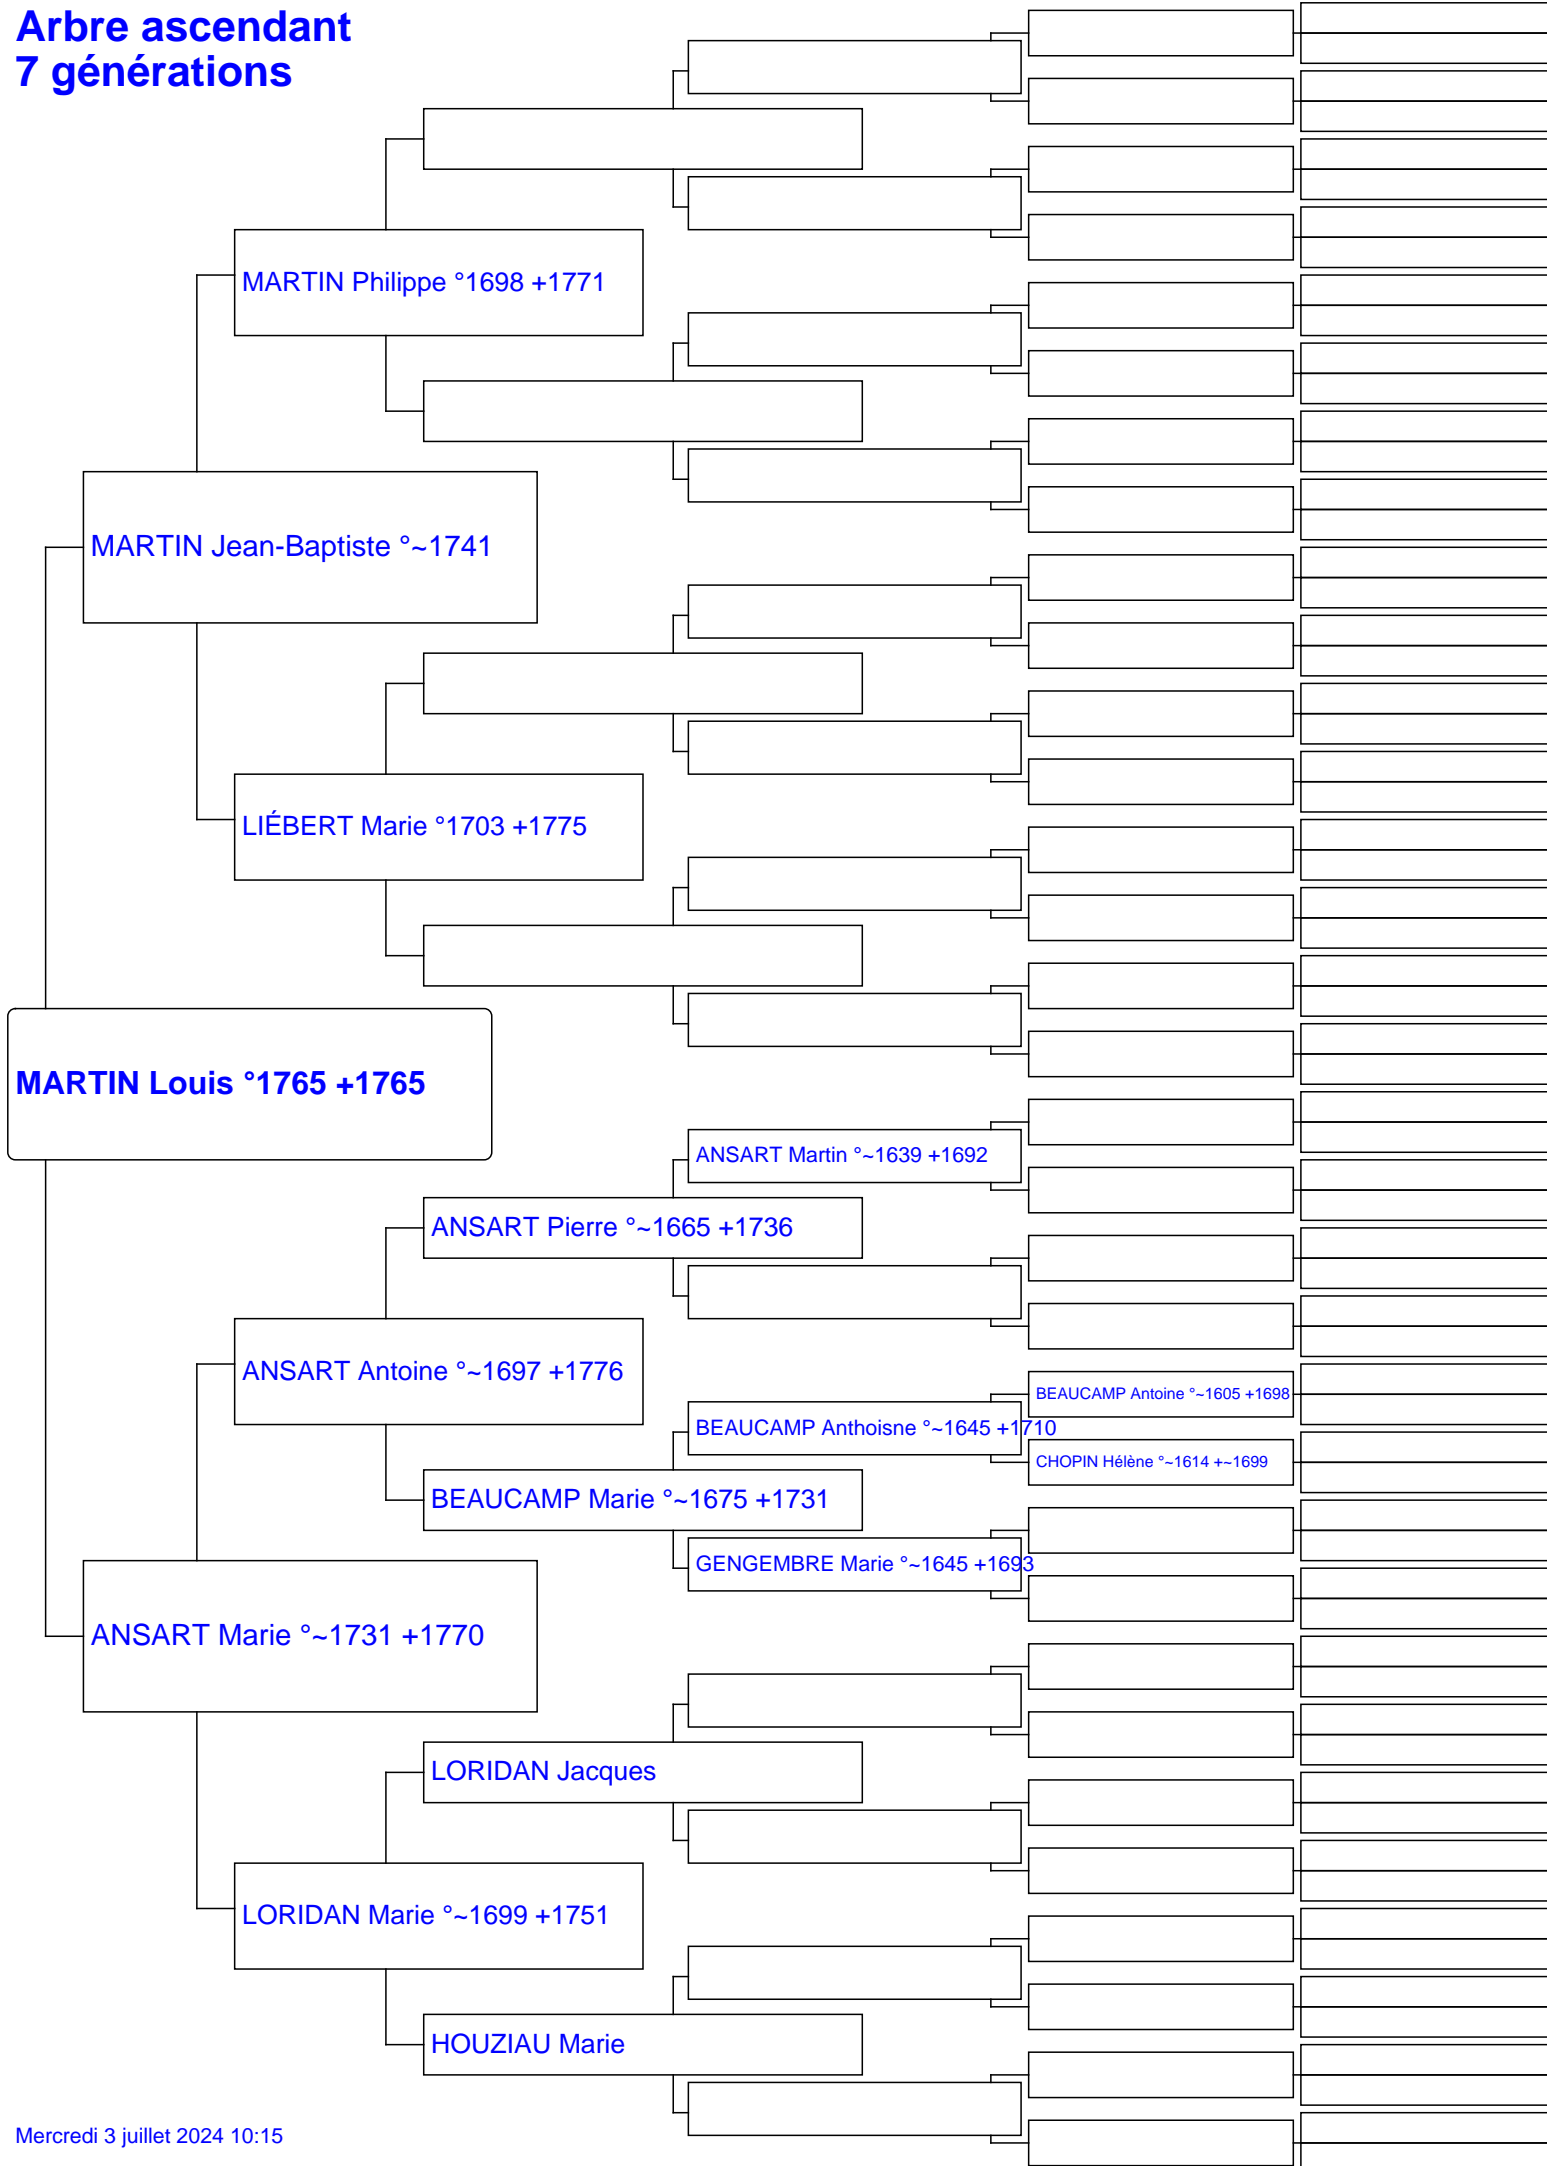 Arbre ascendant
7 générations
MARTIN Philippe °1698 +1771
MARTIN Jean-Baptiste °~1741
LIÉBERT Marie °1703 +1775
MARTIN Louis °1765 +1765
ANSART Martin °~1639 +1692
ANSART Pierre °~1665 +1736
ANSART Antoine °~1697 +1776
BEAUCAMP Antoine °~1605 +1698
BEAUCAMP Anthoisne °~1645 +1710
CHOPIN Hélène °~1614 +~1699
BEAUCAMP Marie °~1675 +1731
GENGEMBRE Marie °~1645 +1693
ANSART Marie °~1731 +1770
LORIDAN Jacques
LORIDAN Marie °~1699 +1751
HOUZIAU Marie
Mercredi 3 juillet 2024 10:15